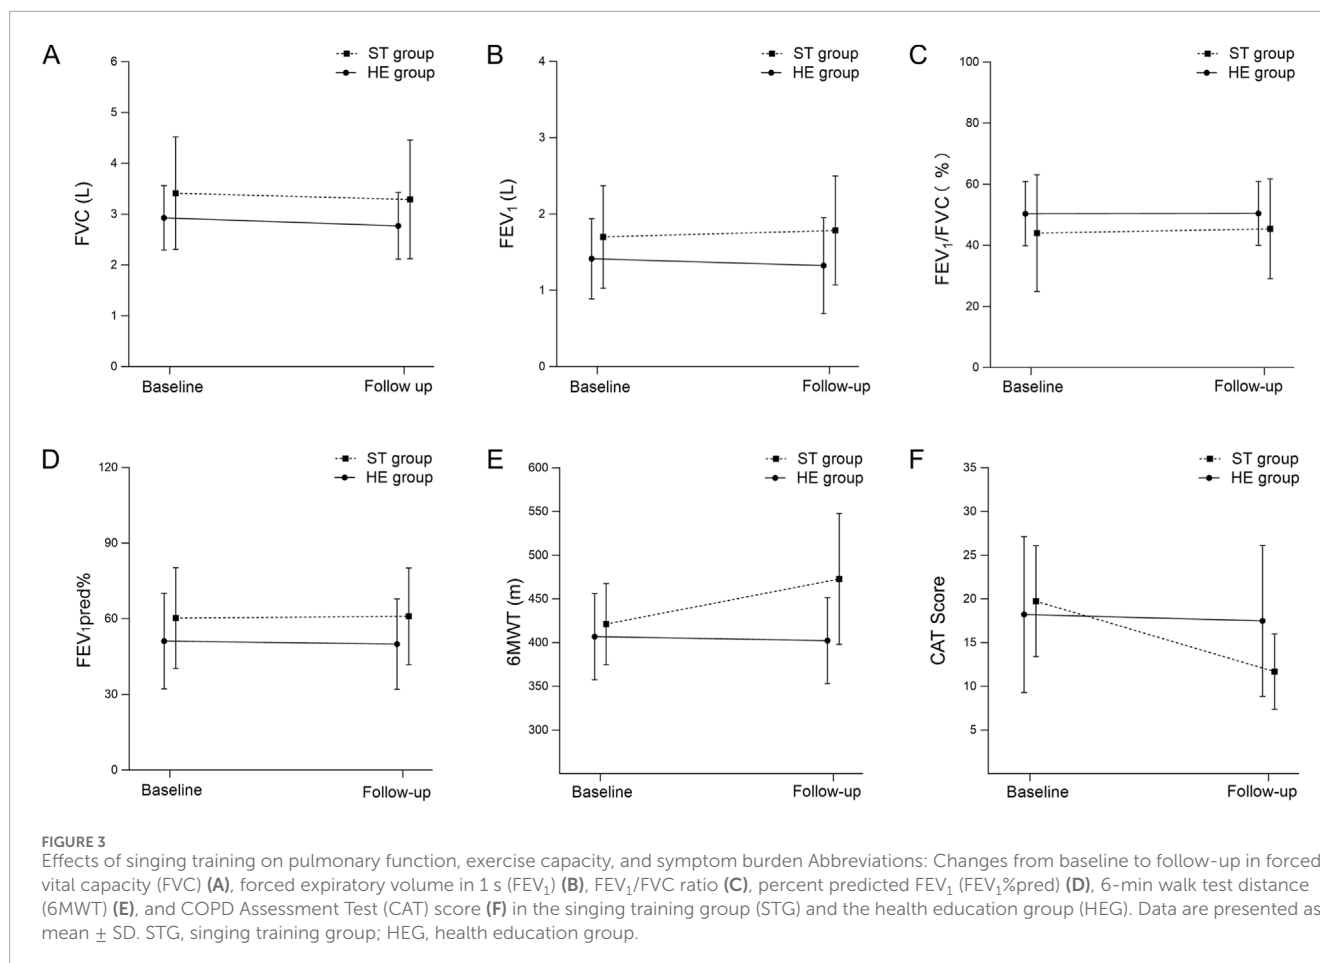 A
ST group
HE group
6
5
4
3
2
1
0
FVC (L)
Baseline
Follow up
B
ST group
HE group
4
3
2
1
0
FEV₁ (L)
Baseline
Follow-up
C
ST group
HE group
100
80
60
40
20
0
FEV₁/FVC（%）
Baseline
Follow-up
D
ST group
HE group
120
90
60
30
0
FEV₁pred%
Baseline
Follow-up
E
ST group
HE group
600
550
500
450
400
350
300
6MWT (m)
Baseline
Follow-up
F
ST group
HE group
35
30
25
20
15
10
5
CAT Score
Baseline
Follow-up
FIGURE 3
Effects of singing training on pulmonary function, exercise capacity, and symptom burden Abbreviations: Changes from baseline to follow-up in forced
vital capacity (FVC) (A), forced expiratory volume in 1 s (FEV₁) (B), FEV₁/FVC ratio (C), percent predicted FEV₁ (FEV₁%pred) (D), 6-min walk test distance
(6MWT) (E), and COPD Assessment Test (CAT) score (F) in the singing training group (STG) and the health education group (HEG). Data are presented as
mean ± SD. STG, singing training group; HEG, health education group.